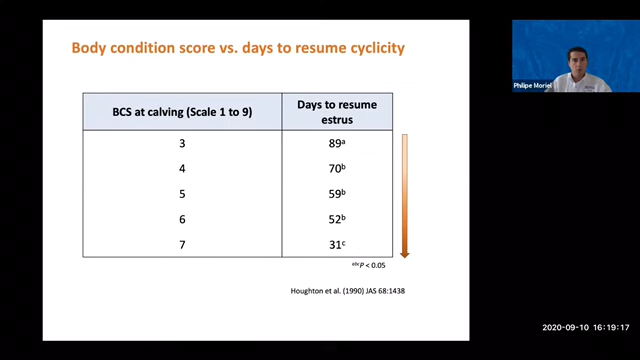 Body condition score vs. days to resume cyclicity
BCS at calving (Scale 1 to 9)
Days to resume
estrus
3 89ᵃ
4 70ᵇ
5 59ᵇ
6 52ᵇ
7 31ᶜ
ᵃᵇᶜP < 0.05
Houghton et al. (1990) JAS 68:1438
Philipe Moriel
2020-09-10 16:19:17